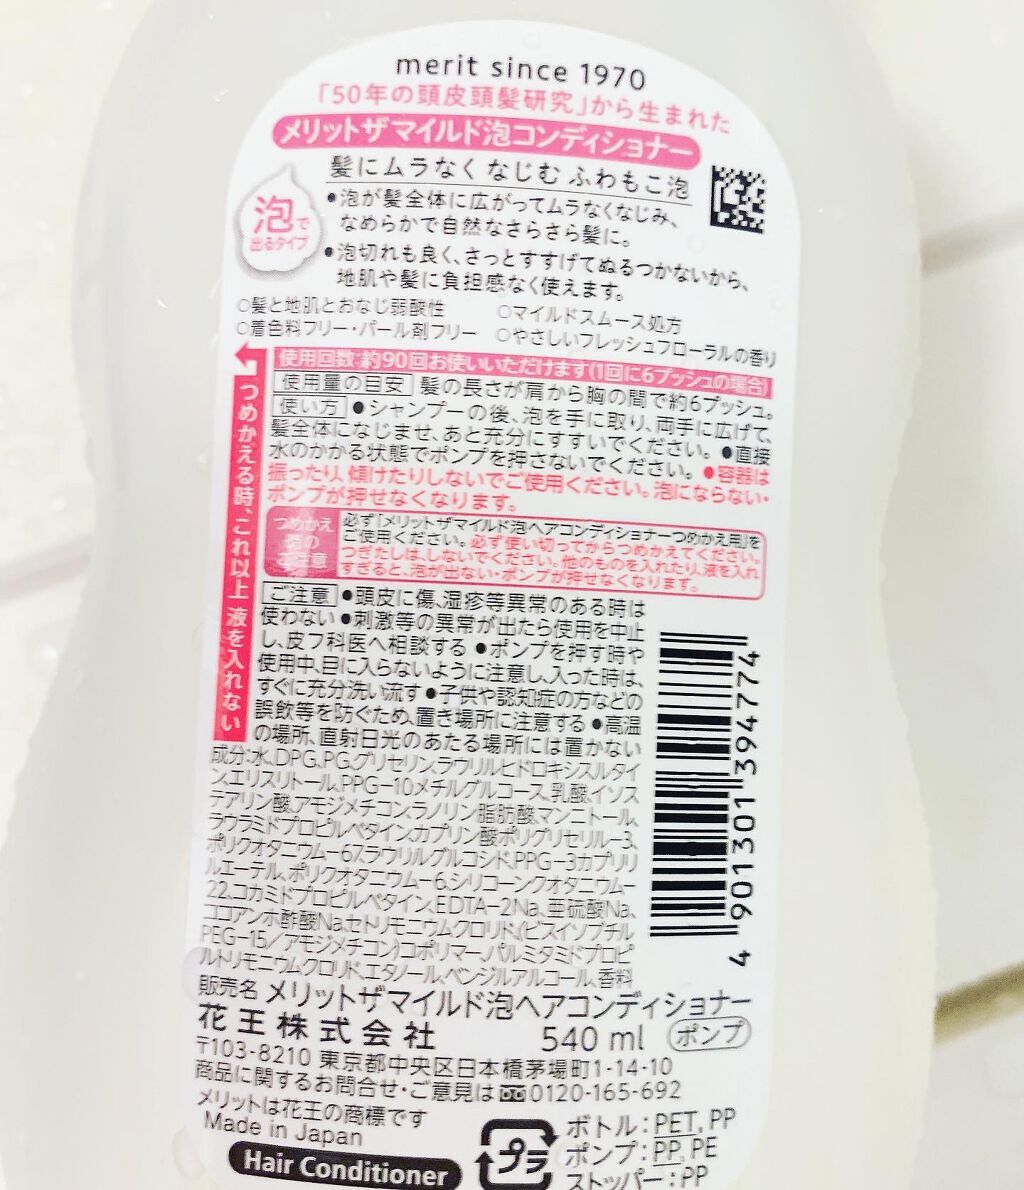 merit since 1970
「50年の頭皮頭髪研究」から生まれた
メリットザマイルド泡コンディショナー
髪にムラなくなじむ ふわもこ泡
泡で
出るタイプ
●泡が髪全体に広がってムラなくなじみ、
なめらかで自然なさらさら髪に。
●泡切れも良く、さっとすすげてぬるつかないから、
地肌や髪に負担感なく使えます。
○髪と地肌とおなじ弱酸性 ○マイルドスムース処方
○着色料フリー・パール剤フリー ○やさしいフレッシュフローラルの香り
使用回数:約90回お使いいただけます(1回に6プッシュの場合)
使用量の目安 髪の長さが肩から胸の間で約6プッシュ。
使い方 ●シャンプーの後、泡を手に取り、両手に広げて、
髪全体になじませ、あと充分にすすいでください。 ●直接
水のかかる状態でポンプを押さないでください。 ●容器は
振ったり、傾けたりしないでご使用ください。泡にならない・
ポンプが押せなくなります。
つめかえる時、これ以上 液を入れない
つめかえ
時の
ご注意
必ず「メリットザマイルド泡ヘアコンディショナーつめかえ用」を
ご使用ください。必ず使い切ってからつめかえてください。
つぎたしは、しないでください。他のものを入れたり、液を入れ
すぎると、泡が出ない・ポンプが押せなくなります。
ご注意 ●頭皮に傷、湿疹等異常のある時は
使わない ●刺激等の異常が出たら使用を中止
し、皮フ科医へ相談する ●ポンプを押す時や
使用中、目に入らないように注意し、入った時は、
すぐに充分洗い流す ●子供や認知症の方などの
誤飲等を防ぐため、置き場所に注意する ●高温
の場所、直射日光のあたる場所には置かない
成分:水、DPG、PG、グリセリン、ラウリルヒドロキシスルタイ
ン、エリスリトール、PPG-10メチルグルコース、乳酸、イソス
テアリン酸、アモジメチコン、ラノリン脂肪酸、マンニトール、
ラウラミドプロピルベタイン、カプリン酸ポリグリセリル-3、
ポリクオタニウム-67、ラウリルグルコシド、PPG-3カプリリ
ルエーテル、ポリクオタニウム-6、シリコーンクオタニウム-
22、コカミドプロピルベタイン、EDTA-2Na、亜硫酸Na、
ココアンホ酢酸Na、セトリモニウムクロリド、(ビスイソブチル
PEG-15/アモジメチコン)コポリマー、パルミタミドプロピ
ルトリモニウムクロリド、エタノール、ベンジルアルコール、香料
4 901301 394774
販売名 メリットザマイルド泡ヘアコンディショナー
花王株式会社 540 ml ポンプ
〒103-8210 東京都中央区日本橋茅場町1-14-10
商品に関するお問合せ・ご意見は 0120-165-692
メリットは花王の商標です
Made in Japan
Hair Conditioner
プラ
ボトル:PET, PP
ポンプ:PP, PE
ストッパー:PP